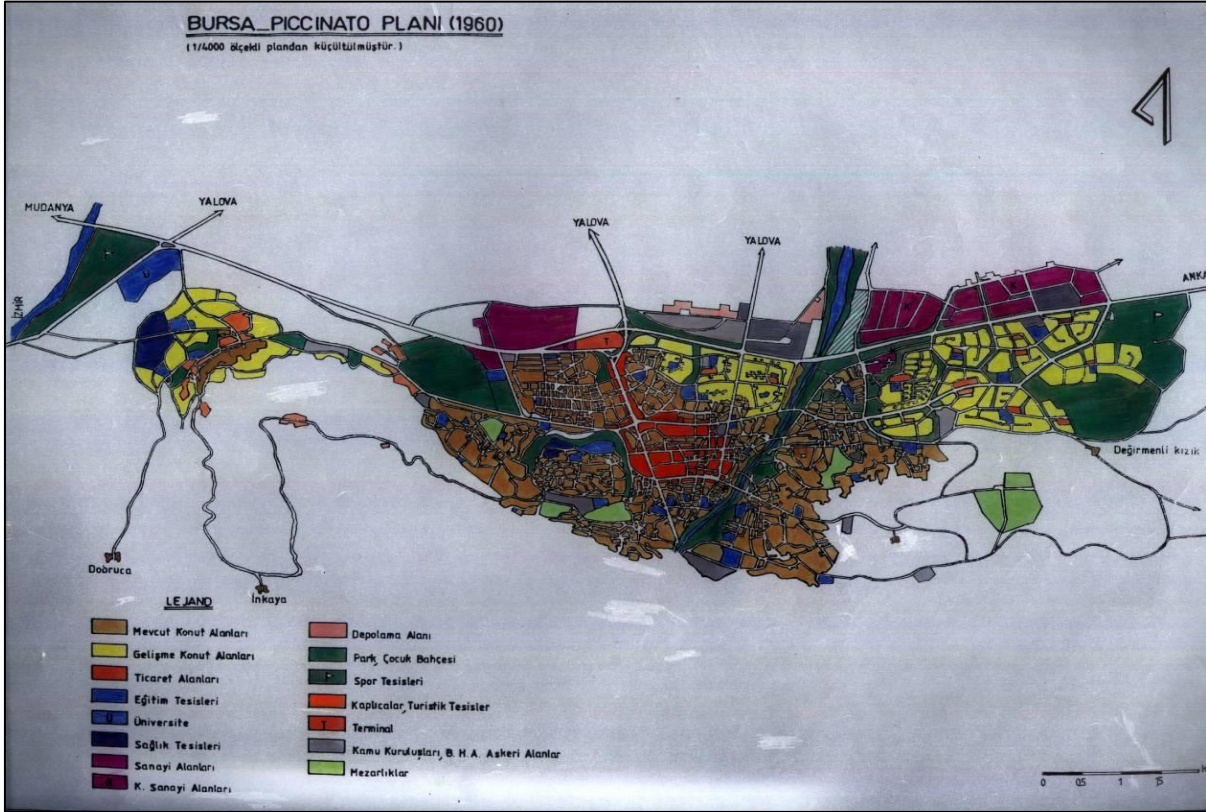 BURSA_PICCINATO PLANI (1960)
(1/4000 ölçekli plandan küçültülmüştür.)
MUDANYA
YALOVA
YALOVA
YALOVA
İZMİR
ANKA
Değirmenli kızık
Dobruca
İnkaya
LEJAND
Mevcut Konut Alanları
Gelişme Konut Alanları
Ticaret Alanları
Eğitim Tesisleri
Ü Üniversite
Sağlık Tesisleri
Sanayi Alanları
K K. Sanayi Alanları
Depolama Alanı
Park, Çocuk Bahçesi
Spor Tesisleri
Kaplıcalar, Turistik Tesisler
T Terminal
Kamu Kuruluşları, B.H.A. Askeri Alanlar
Mezarlıklar
T
Ü
0 0.5 1 1.5